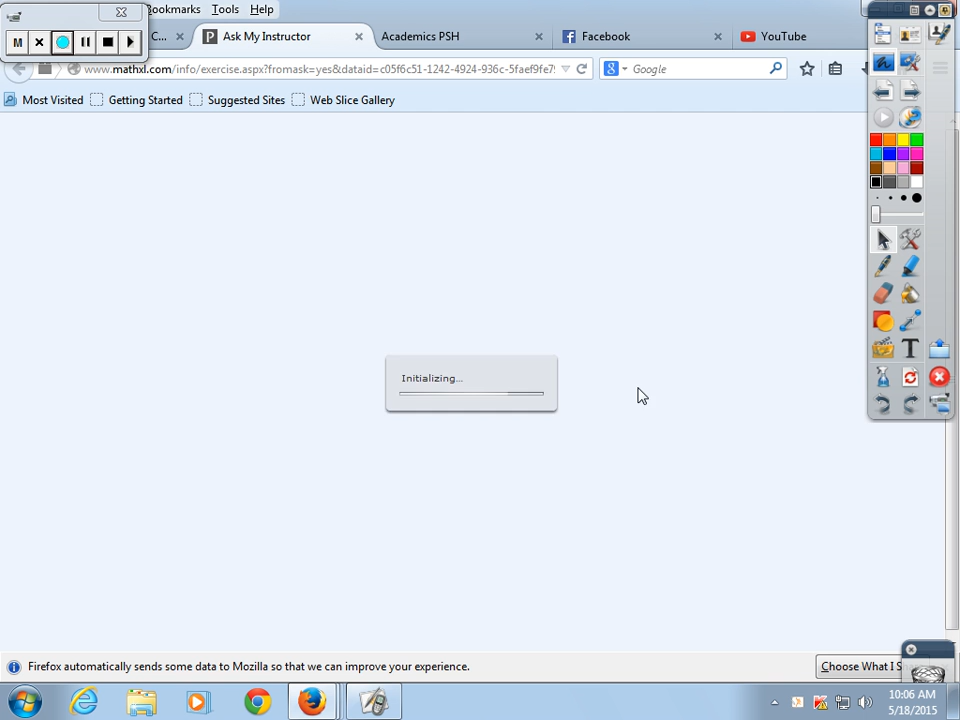 Bookmarks Tools Help
M
C... Ask My Instructor Academics PSH Facebook YouTube
www.mathxl.com/info/exercise.aspx?fromask=yes&dataid=c05f6c51-1242-4924-936c-5faef9fe7
8 Google
Most Visited Getting Started Suggested Sites Web Slice Gallery
T
Initializing...
Firefox automatically sends some data to Mozilla so that we can improve your experience.
Choose What I
10:06 AM
5/18/2015